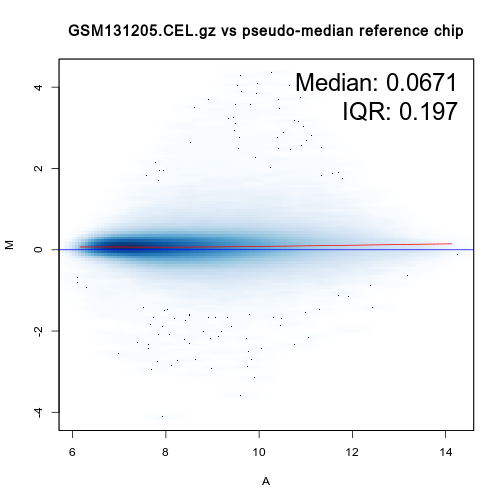 GSM131205.CEL.gz vs pseudo-median reference chip
Median: 0.0671
IQR: 0.197
4
2
0
-2
-4
M
6 8 10 12 14
A